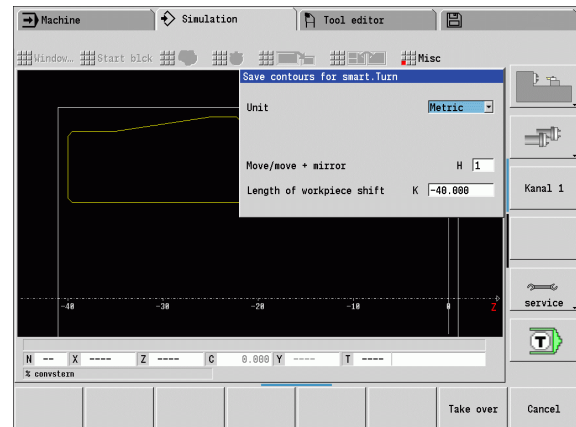 Machine Simulation Tool editor
Window... Start blck Misc
Save contours for smart.Turn
Unit Metric
Move/move + mirror H 1
Length of workpiece shift K -40.000
Kanal 1
service
-40 -30 -20 -10 0 Z
N -- X ---- Z ---- C 0.000 Y ---- T ----
% convstern
T
Take over Cancel